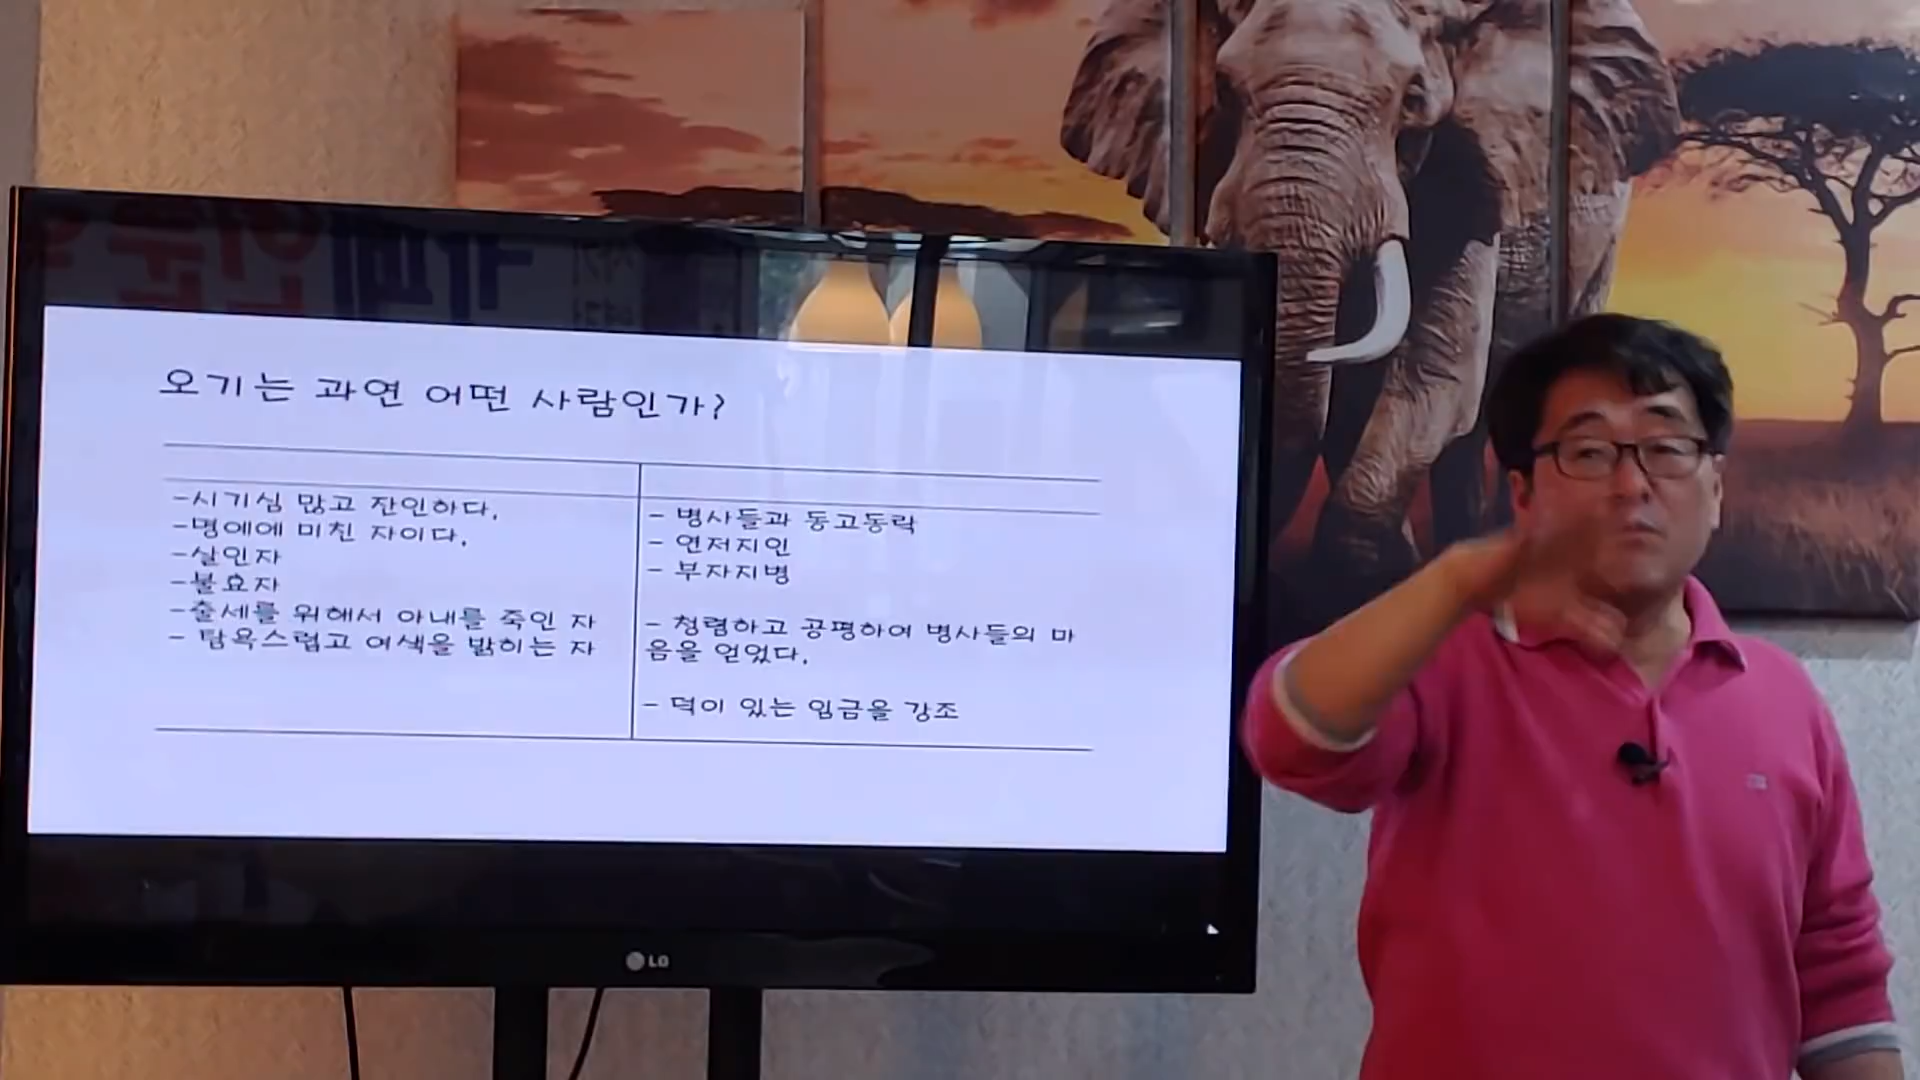 오기는 과연 어떤 사람인가?
-시기심 많고 잔인하다.
-명예에 미친 자이다.
-살인자
-불효자
-출세를 위해서 아내를 죽인 자
- 탐욕스럽고 여색을 밝히는 자
- 병사들과 동고동락
- 연저지인
- 부자지병
- 청렴하고 공평하여 병사들의 마
음을 얻었다.
- 덕이 있는 임금을 강조
LG